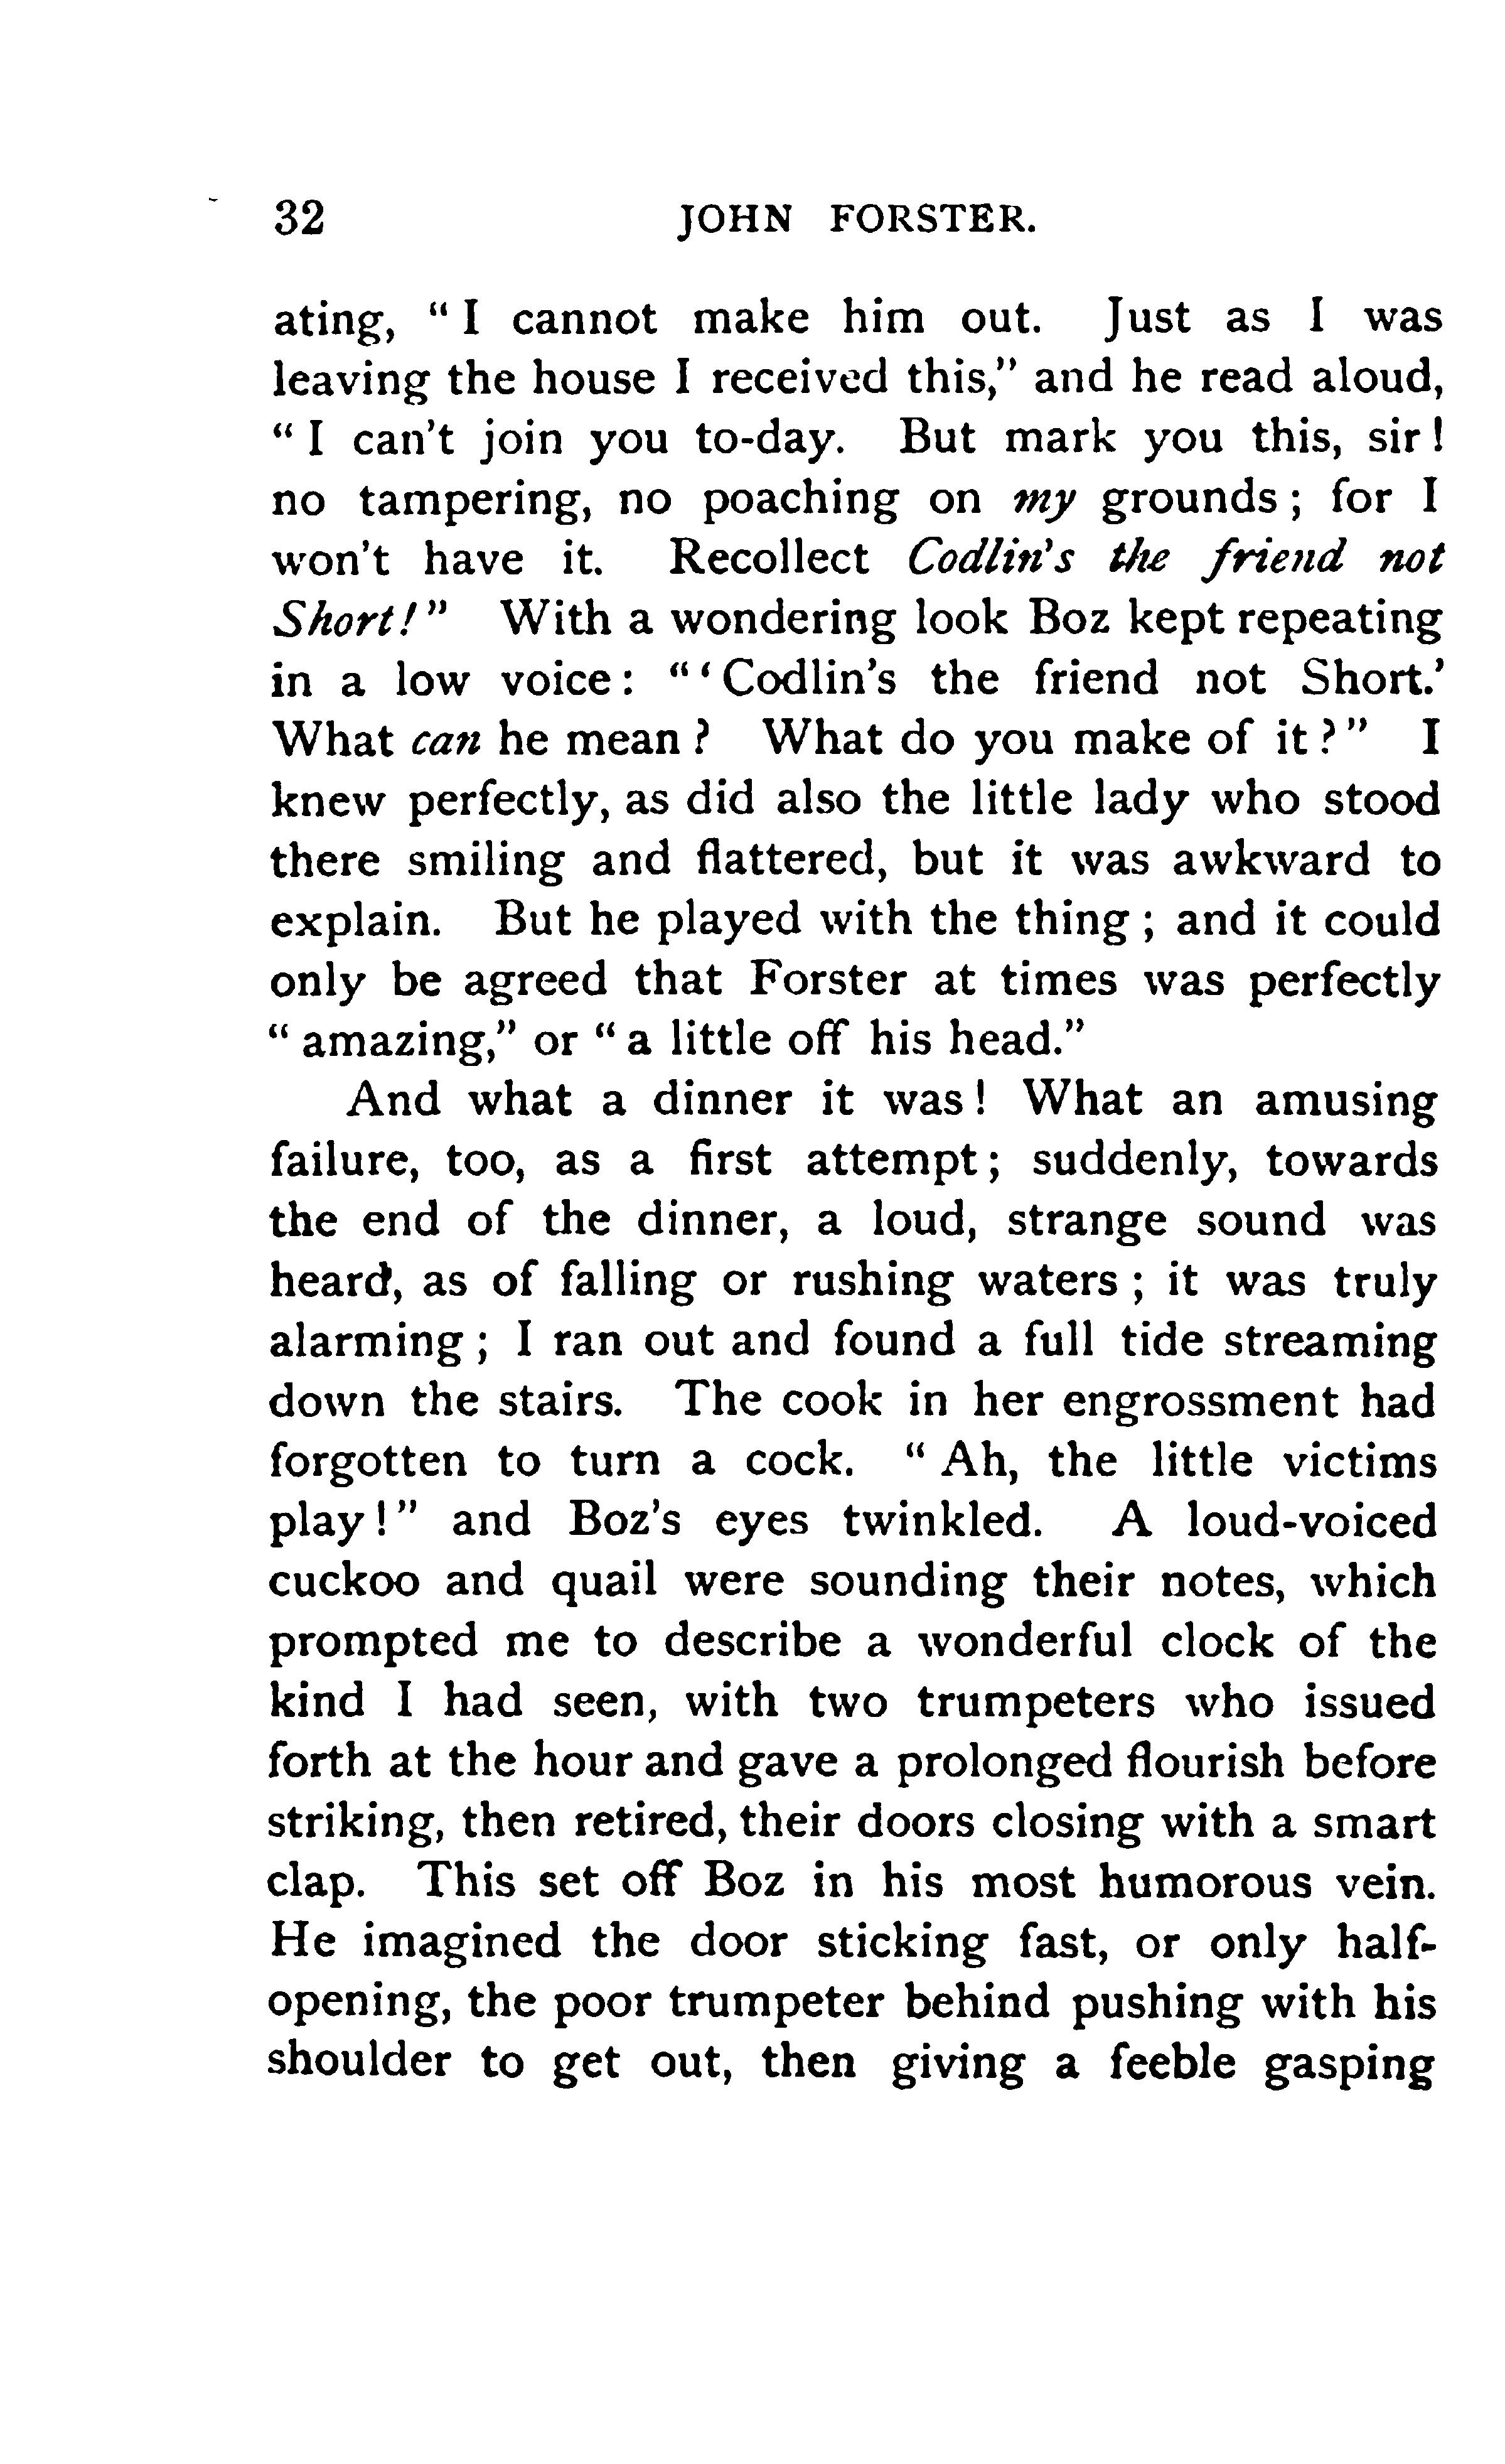 32 JOHN FORSTER.
ating, “ I cannot make him out. Just as I was
leaving the house I received this,” and he read aloud,
“ I can't join you to-day. But mark you this, sir!
no tampering, no poaching on my grounds ; for I
won't have it. Recollect Codlin's the friend not
Short! ” With a wondering look Boz kept repeating
in a low voice: “ ‘ Codlin’s the friend not Short.’
What can he mean ? What do you make of it ? ” I
knew perfectly, as did also the little lady who stood
there smiling and flattered, but it was awkward to
explain. But he played with the thing ; and it could
only be agreed that Forster at times was perfectly
“ amazing,” or “ a little off his head.”
And what a dinner it was ! What an amusing
failure, too, as a first attempt ; suddenly, towards
the end of the dinner, a loud, strange sound was
heard, as of falling or rushing waters ; it was truly
alarming ; I ran out and found a full tide streaming
down the stairs. The cook in her engrossment had
forgotten to turn a cock. “ Ah, the little victims
play ! ” and Boz’s eyes twinkled. A loud-voiced
cuckoo and quail were sounding their notes, which
prompted me to describe a wonderful clock of the
kind I had seen, with two trumpeters who issued
forth at the hour and gave a prolonged flourish before
striking, then retired, their doors closing with a smart
clap. This set off Boz in his most humorous vein.
He imagined the door sticking fast, or only half-
opening, the poor trumpeter behind pushing with his
shoulder to get out, then giving a feeble gasping